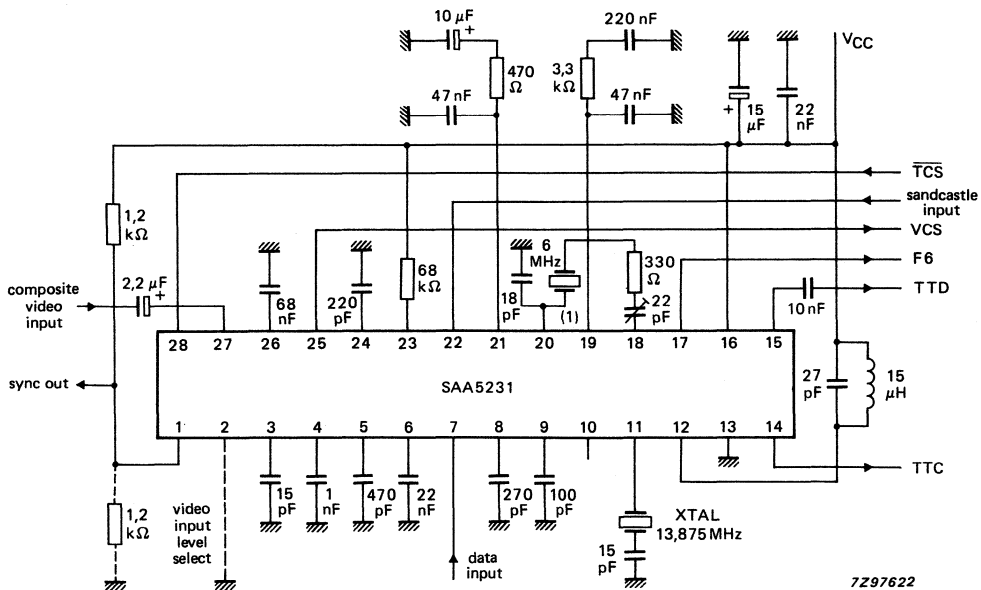 10 μF
+
220 nF
VCC
470
Ω
3,3
kΩ
47 nF
47 nF
+
15
μF
22
nF
TCS
sandcastle
input
1,2
kΩ
VCS
6
MHz
330
Ω
F6
68
kΩ
2,2 μF
+
composite
video
input
68
nF
220
pF
18
pF
(1)
22
pF
TTD
10 nF
28 27 26 25 24 23 22 21 20 19 18 17 16 15
sync out
SAA5231
27
pF
15
μH
1 2 3 4 5 6 7 8 9 10 11 12 13 14
TTC
15
pF
1
nF
470
pF
22
nF
270
pF
100
pF
1,2
kΩ
video
input
level
select
XTAL
13,875 MHz
15
pF
data
input
7Z97622